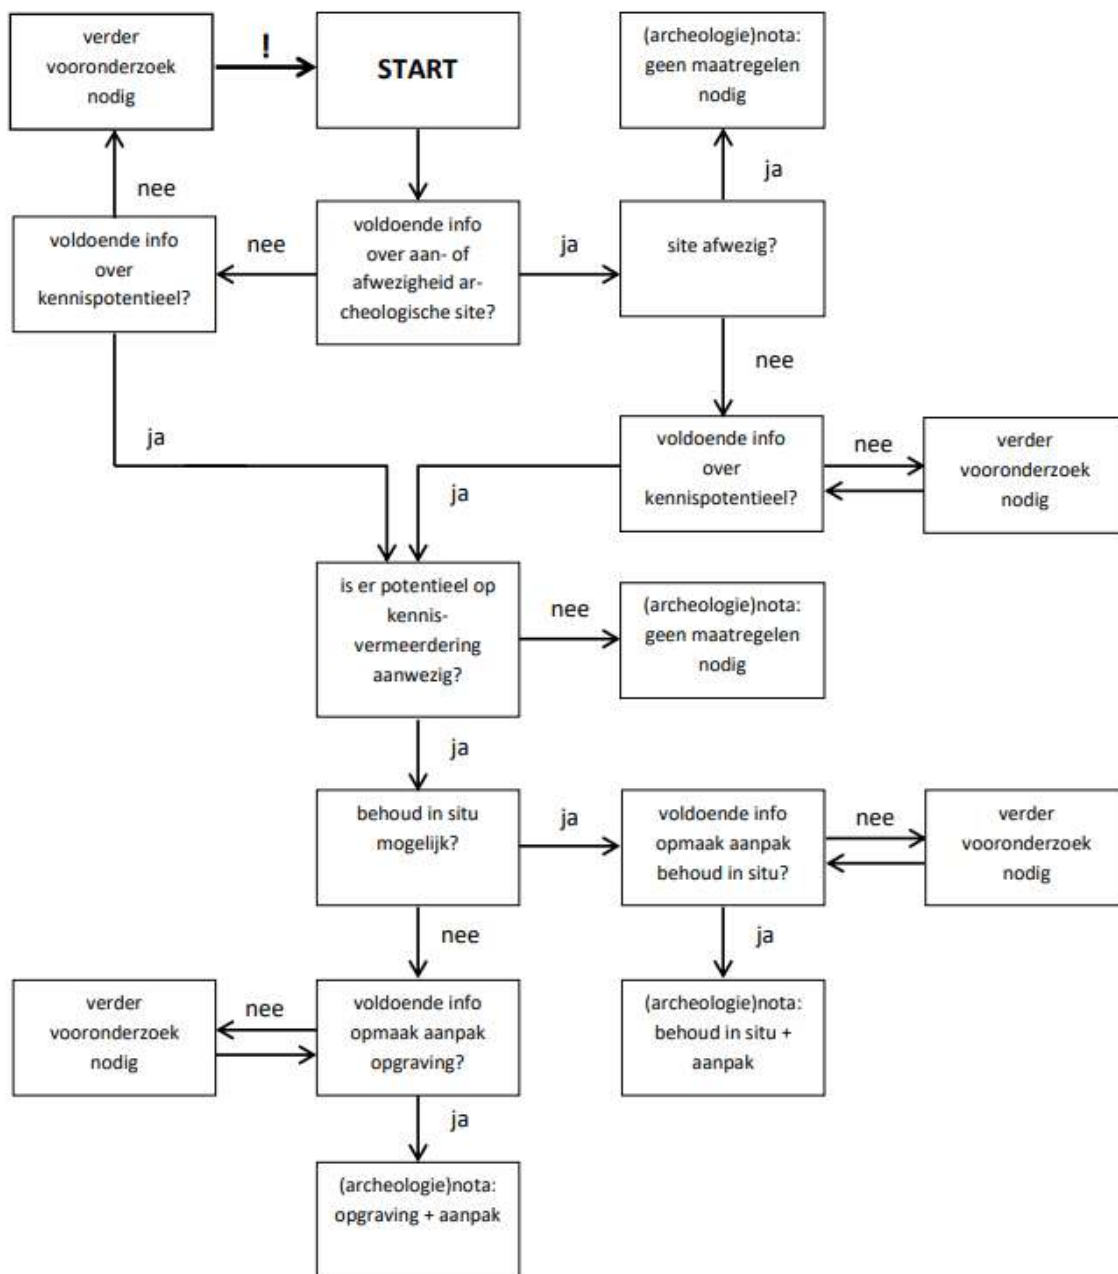 verder
vooronderzoek
nodig
!
START
(archeologie)nota:
geen maatregelen
nodig
nee
ja
voldoende info
over
kennispotentieel?
nee
voldoende info
over aan- of
afwezigheid ar-
cheologische site?
ja
site afwezig?
nee
ja
voldoende info
over
kennispotentieel?
nee
verder
vooronderzoek
nodig
ja
is er potentieel op
kennis-
vermeerdering
aanwezig?
nee
(archeologie)nota:
geen maatregelen
nodig
ja
behoud in situ
mogelijk?
ja
voldoende info
opmaak aanpak
behoud in situ?
nee
verder
vooronderzoek
nodig
nee
ja
verder
vooronderzoek
nodig
nee
voldoende info
opmaak aanpak
opgraving?
(archeologie)nota:
behoud in situ +
aanpak
ja
(archeologie)nota:
opgraving + aanpak